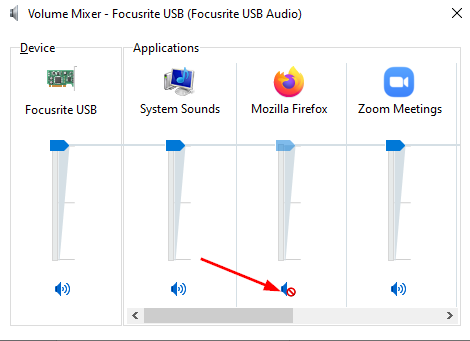 Volume Mixer - Focusrite USB (Focusrite USB Audio)
Device
Applications
Focusrite USB
System Sounds
Mozilla Firefox
Zoom Meetings